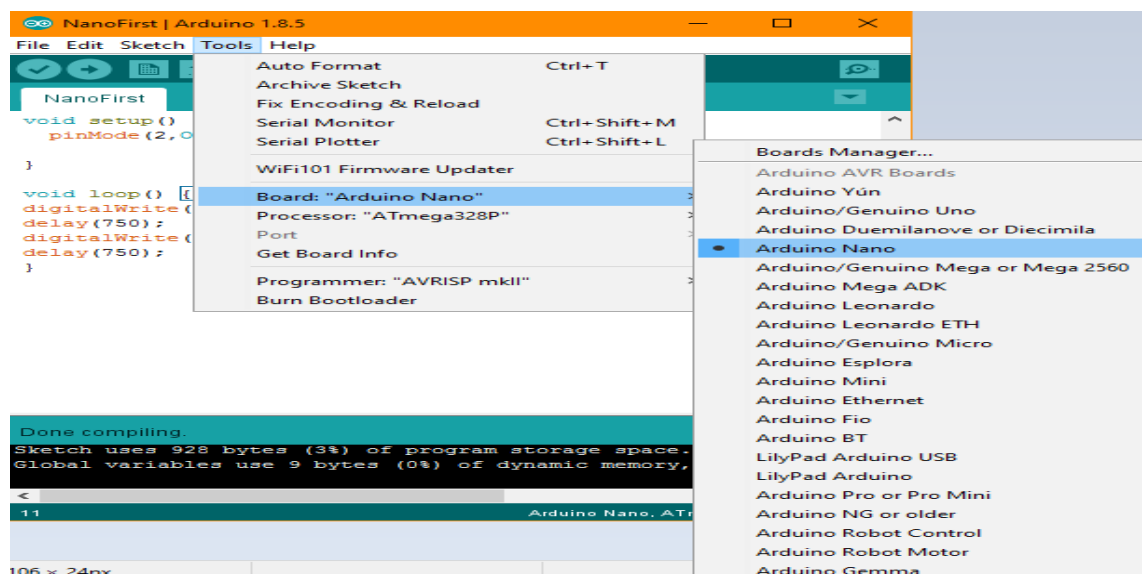 NanoFirst | Arduino 1.8.5
File Edit Sketch Tools Help
NanoFirst
void setup()
pinMode(2,O
}
void loop() {
digitalWrite(
delay(750);
digitalWrite(
delay(750);
}
Auto Format Ctrl+T
Archive Sketch
Fix Encoding & Reload
Serial Monitor Ctrl+Shift+M
Serial Plotter Ctrl+Shift+L
WiFi101 Firmware Updater
Board: "Arduino Nano"
Processor: "ATmega328P"
Port
Get Board Info
Programmer: "AVRISP mkII"
Burn Bootloader
Boards Manager...
Arduino AVR Boards
Arduino Yún
Arduino/Genuino Uno
Arduino Duemilanove or Diecimila
Arduino Nano
Arduino/Genuino Mega or Mega 2560
Arduino Mega ADK
Arduino Leonardo
Arduino Leonardo ETH
Arduino/Genuino Micro
Arduino Esplora
Arduino Mini
Arduino Ethernet
Arduino Fio
Arduino BT
LilyPad Arduino USB
LilyPad Arduino
Arduino Pro or Pro Mini
Arduino NG or older
Arduino Robot Control
Arduino Robot Motor
Arduino Gemma
Done compiling.
Sketch uses 928 bytes (3%) of program storage space.
Global variables use 9 bytes (0%) of dynamic memory,
11 Arduino Nano, ATm
106 × 24px